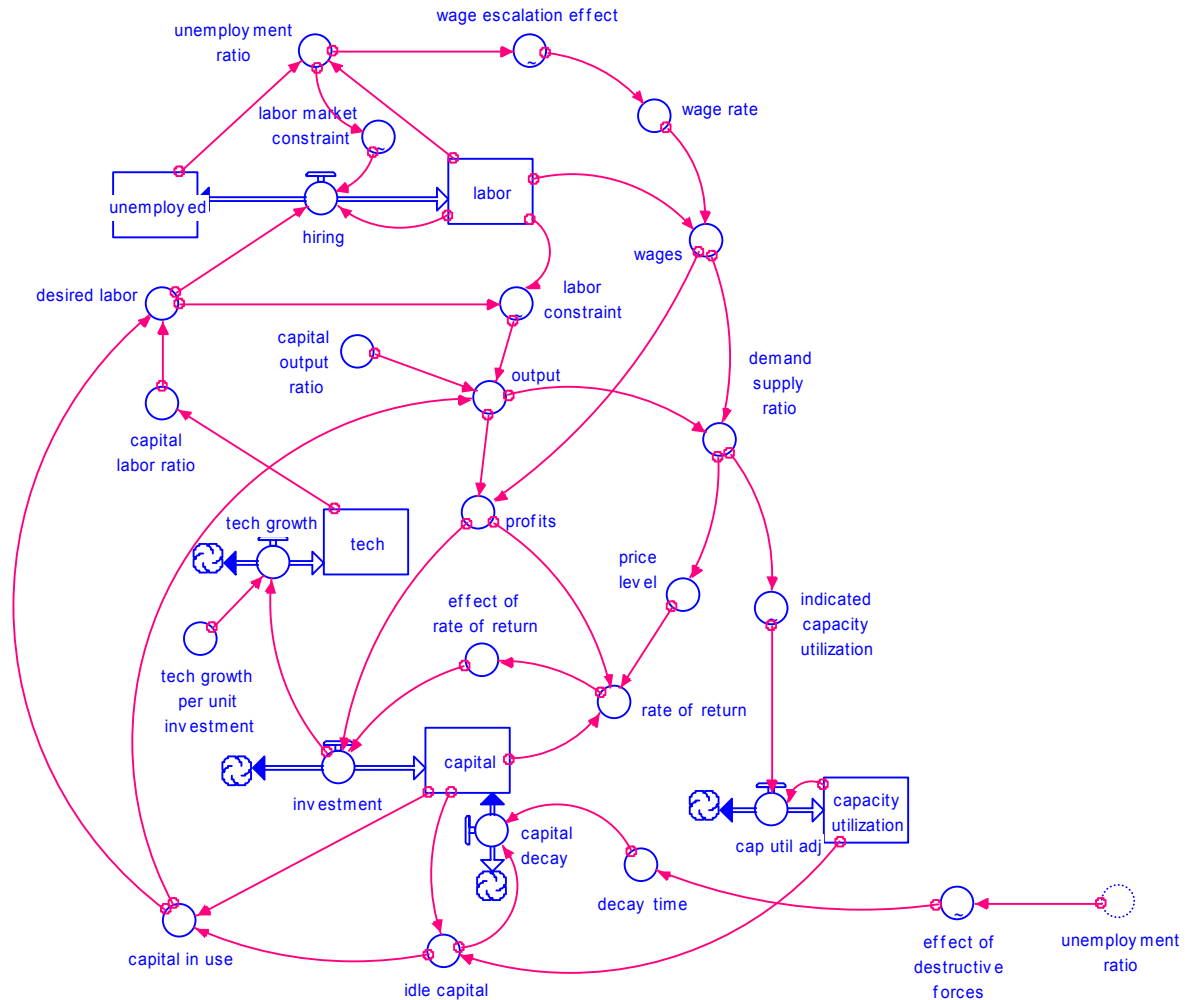 wage escalation effect
unemployment
ratio
wage rate
labor market
constraint
unemployed
labor
hiring
wages
desired labor
labor
constraint
capital
output
ratio
output
demand
supply
ratio
capital
labor ratio
tech growth
tech
profits
price
level
effect of
rate of return
indicated
capacity
utilization
tech growth
per unit
investment
rate of return
capital
investment
capacity
utilization
capital
decay
cap util adj
decay time
capital in use
idle capital
effect of
destructive
forces
unemployment
ratio